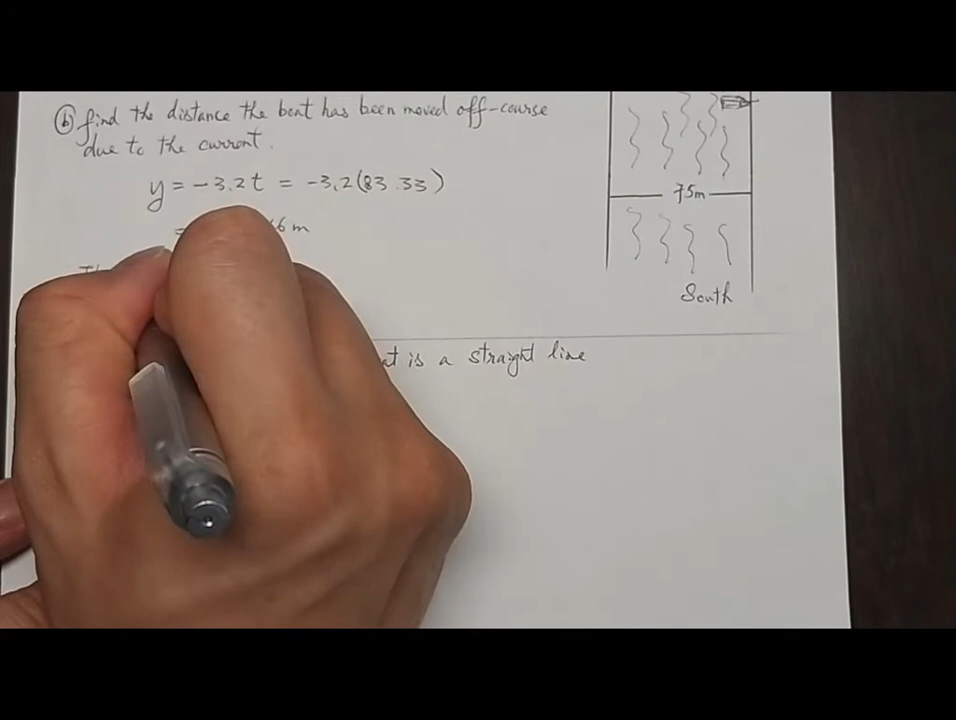 ⓑ find the distance the boat has been moved off-course
due to the current.
y = -3.2t = -3.2(83.33)
= 6 m
75m
South
is a straight line